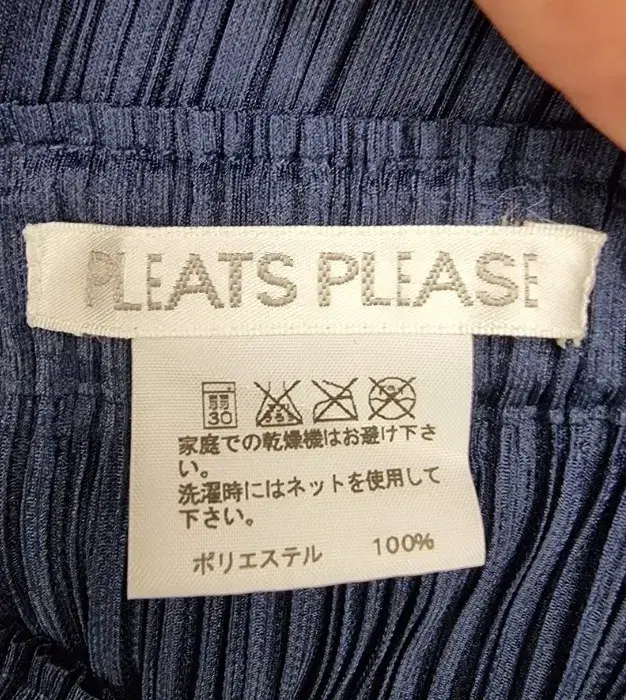 PLEATS PLEASE
弱
30
家庭での乾燥機はお避け下さ
い。
洗濯時にはネットを使用して
下さい。
ポリエステル 100%